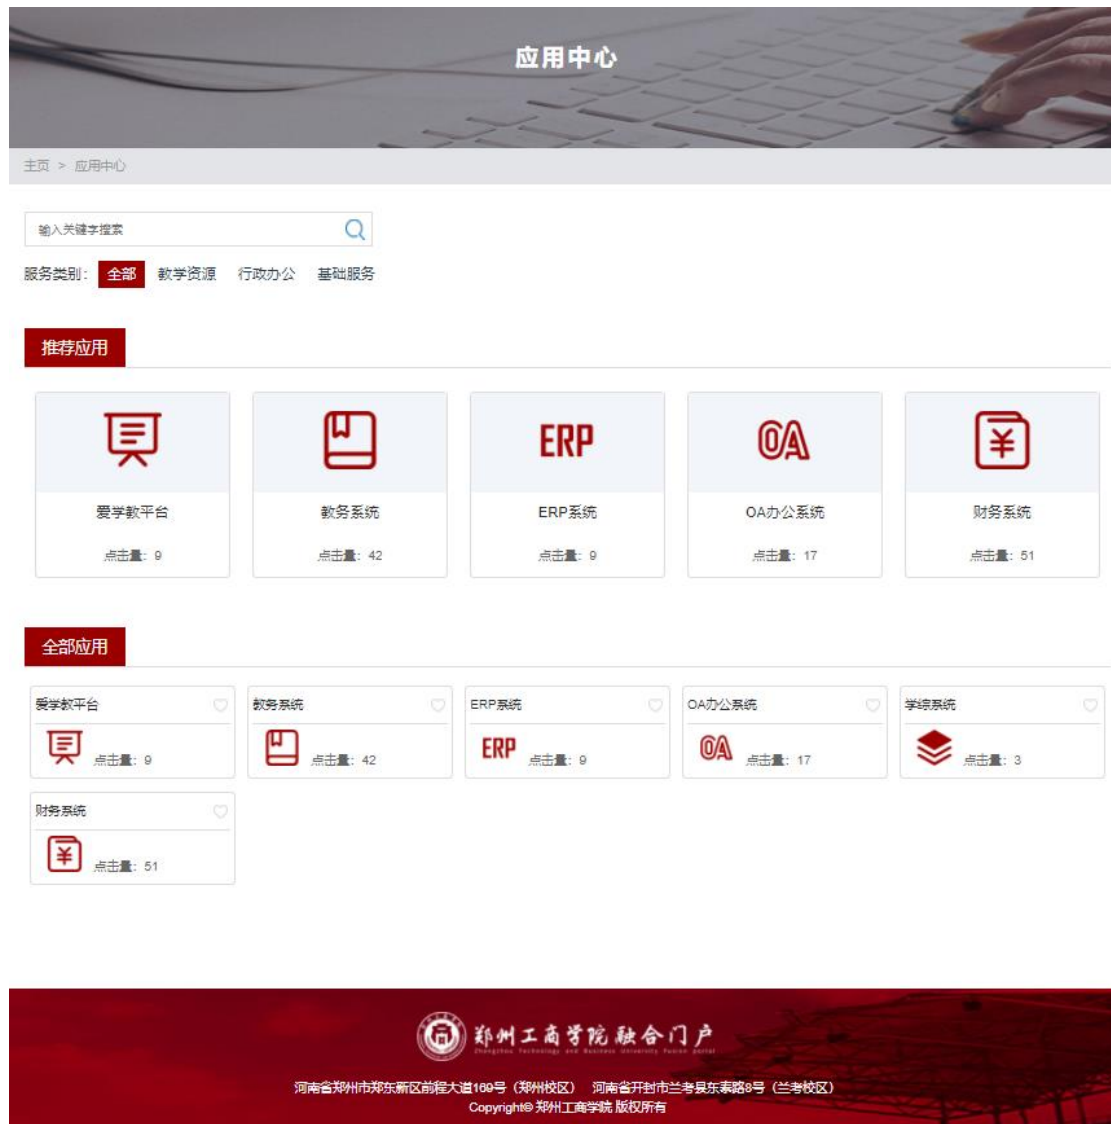 应用中心
主页 > 应用中心
输入关键字搜索
服务类别： 全部 教学资源 行政办公 基础服务
推荐应用
ERP OA
爱学教平台 教务系统 ERP系统 OA办公系统 财务系统
点击量：9 点击量：42 点击量：9 点击量：17 点击量：51
全部应用
爱学教平台 教务系统 ERP系统 OA办公系统 学综系统
点击量：9 点击量：42 ERP 点击量：9 OA 点击量：17 点击量：3
财务系统
点击量：51
郑州工商学院融合门户
Zhengzhou Technology and Business University Fusion portal
河南省郑州市郑东新区前程大道169号（郑州校区） 河南省开封市兰考县东裹路8号（兰考校区）
Copyright© 郑州工商学院 版权所有